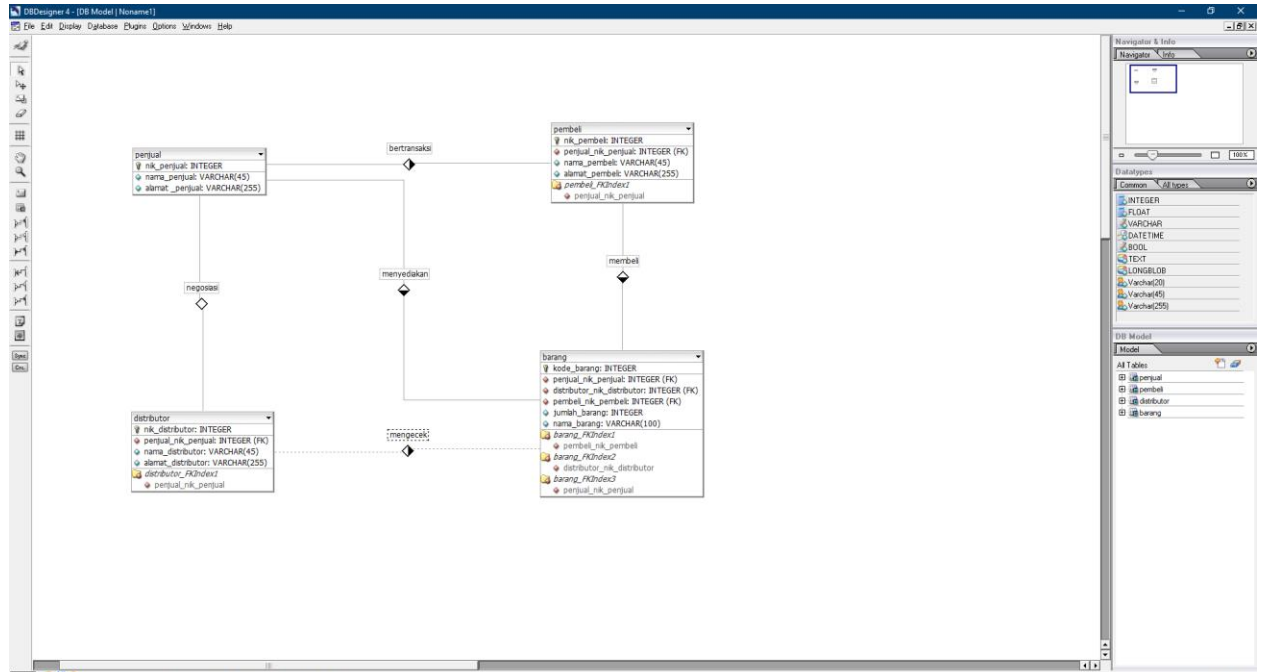 DBDesigner 4 - [DB Model | Noname1]
File Edit Display Database Plugins Options Windows Help
penjual
nik_penjual: INTEGER
nama_penjual: VARCHAR(45)
alamat _penjual: VARCHAR(255)
bertransaksi
pembeli
nik_pembeli: INTEGER
penjual_nik_penjual: INTEGER (FK)
nama_pembeli: VARCHAR(45)
alamat_pembeli: VARCHAR(255)
pembeli_FKIndex1
penjual_nik_penjual
negosiasi
menyediakan
membeli
distributor
nik_distributor: INTEGER
penjual_nik_penjual: INTEGER (FK)
nama_distributor: VARCHAR(45)
alamat_distributor: VARCHAR(255)
distributor_FKIndex1
penjual_nik_penjual
mengecek
barang
kode_barang: INTEGER
penjual_nik_penjual: INTEGER (FK)
distributor_nik_distributor: INTEGER (FK)
pembeli_nik_pembeli: INTEGER (FK)
jumlah_barang: INTEGER
nama_barang: VARCHAR(100)
barang_FKIndex1
pembeli_nik_pembeli
barang_FKIndex2
distributor_nik_distributor
barang_FKIndex3
penjual_nik_penjual
Navigator & Info
Navigator Info
100%
Datatypes
Common All types
INTEGER
FLOAT
VARCHAR
DATETIME
BOOL
TEXT
LONGBLOB
Varchar(20)
Varchar(45)
Varchar(255)
DB Model
Model
All Tables
penjual
pembeli
distributor
barang
Sync